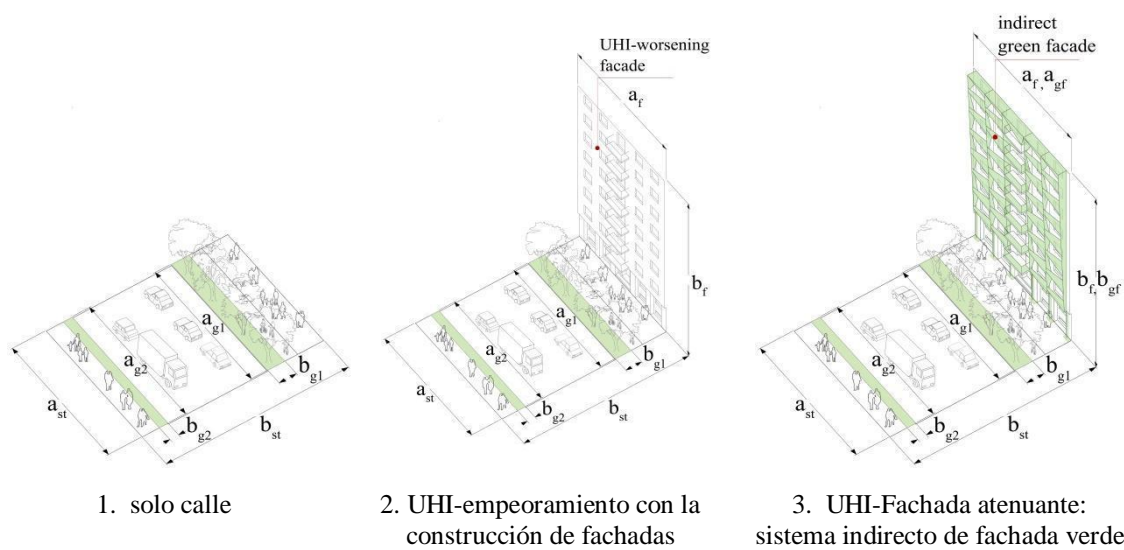 a_st
a_g2
a_g1
b_g1
b_g2
b_st
1. solo calle
UHI-worsening
facade
a_f
b_f
a_g1
a_g2
b_g1
a_st
b_g2
b_st
2. UHI-empeoramiento con la
construcción de fachadas
indirect
green facade
a_f, a_gf
b_f, b_gf
a_g1
a_g2
b_g1
a_st
b_g2
b_st
3. UHI-Fachada atenuante:
sistema indirecto de fachada verde